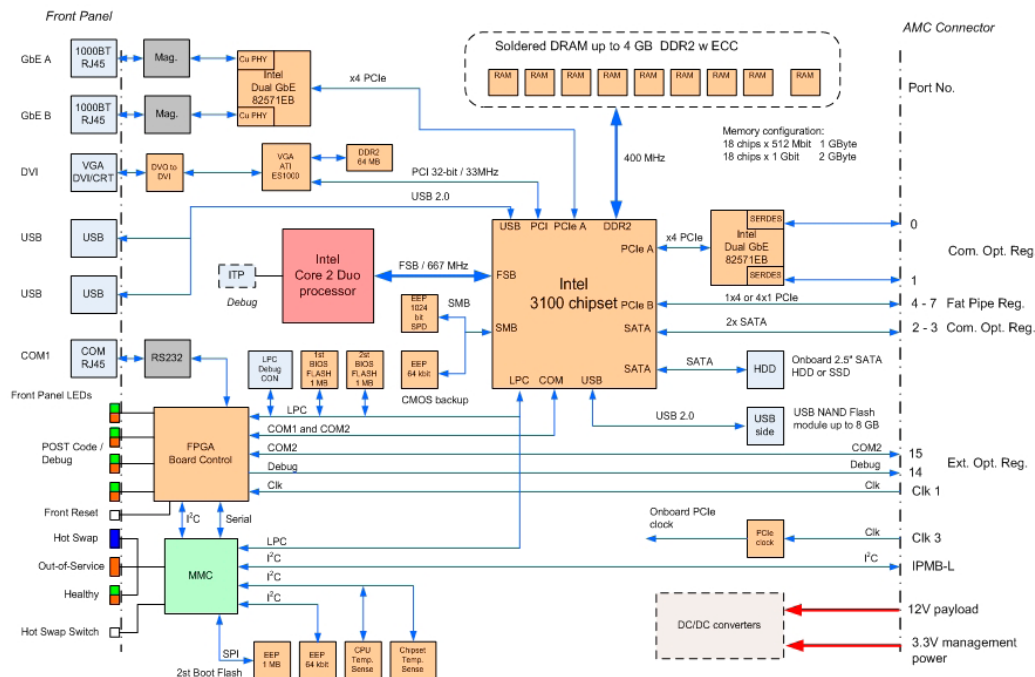 Front Panel
AMC Connector
GbE A
1000BT
RJ45
Mag.
Cu PHY
Intel
Dual GbE
82571EB
Cu PHY
GbE B
1000BT
RJ45
Mag.
x4 PCIe
Soldered DRAM up to 4 GB DDR2 w ECC
RAM
RAM
RAM
RAM
RAM
RAM
RAM
RAM
RAM
Port No.
400 MHz
Memory configuration:
18 chips x 512 Mbit 1 GByte
18 chips x 1 Gbit 2 GByte
DVI
VGA
DVI/CRT
DVO to
DVI
VGA
ATI
ES1000
DDR2
64 MB
PCI 32-bit / 33MHz
USB 2.0
USB
USB
USB
USB
ITP
Debug
Intel
Core 2 Duo
processor
FSB / 667 MHz
USB
PCI
PCIe A
DDR2
PCIe A
FSB
Intel
3100 chipset
PCIe B
SMB
SATA
SATA
LPC
COM
USB
x4 PCIe
SERDES
Intel
Dual GbE
82571EB
SERDES
0
Com. Opt. Reg
1
1x4 or 4x1 PCIe
4 - 7 Fat Pipe Reg.
2x SATA
2 - 3 Com. Opt. Reg.
SATA
HDD
Onboard 2.5" SATA
HDD or SSD
USB 2.0
USB
side
USB NAND Flash
module up to 8 GB
EEP
1024
bit
SPD
SMB
EEP
64 kbit
CMOS backup
COM1
COM
RJ45
RS232
LPC
Debug
CON
1st
BIOS
FLASH
1 MB
2st
BIOS
FLASH
1 MB
Front Panel LEDs
LPC
COM1 and COM2
FPGA
Board Control
POST Code /
Debug
COM2
COM2
15
Debug
Debug
14
Ext. Opt. Reg.
Clk
Clk
Clk 1
Front Reset
I²C
Serial
Onboard PCIe
clock
PCIe
clock
Clk
Clk 3
Hot Swap
LPC
Out-of-Service
MMC
I²C
I²C
IPMB-L
I²C
Healthy
I²C
Hot Swap Switch
DC/DC converters
12V payload
3.3V management
power
SPI
2st Boot Flash
EEP
1 MB
EEP
64 kbit
CPU
Temp.
Sense
Chipset
Temp.
Sense